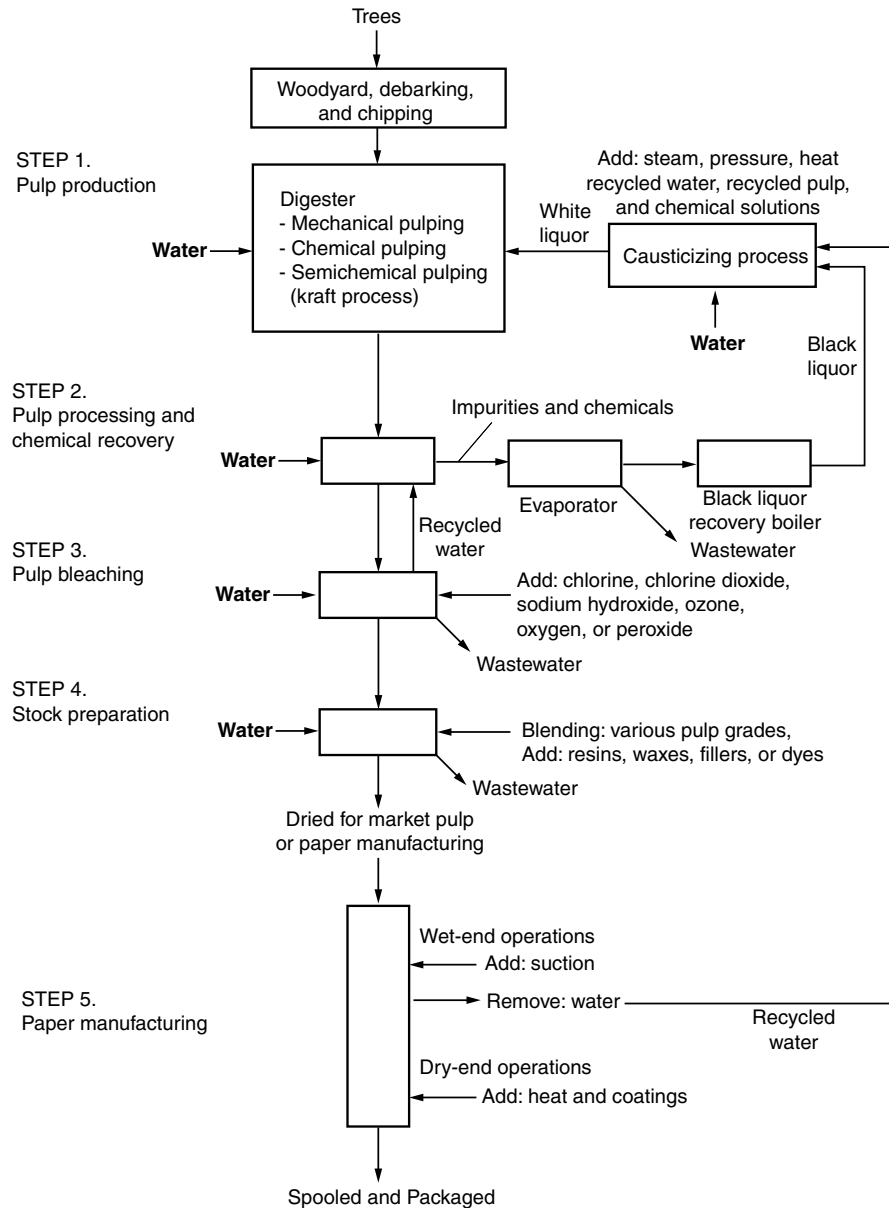 Trees
Woodyard, debarking,
and chipping
STEP 1.
Pulp production
Add: steam, pressure, heat
recycled water, recycled pulp,
and chemical solutions
Digester
- Mechanical pulping
- Chemical pulping
- Semichemical pulping
(kraft process)
Water
White
liquor
Causticizing process
Water
Black
liquor
STEP 2.
Pulp processing and
chemical recovery
Impurities and chemicals
Water
Evaporator
Black liquor
recovery boiler
Wastewater
Recycled
water
STEP 3.
Pulp bleaching
Water
Add: chlorine, chlorine dioxide,
sodium hydroxide, ozone,
oxygen, or peroxide
Wastewater
STEP 4.
Stock preparation
Water
Blending: various pulp grades,
Add: resins, waxes, fillers, or dyes
Wastewater
Dried for market pulp
or paper manufacturing
STEP 5.
Paper manufacturing
Wet-end operations
Add: suction
Remove: water
Recycled
water
Dry-end operations
Add: heat and coatings
Spooled and Packaged